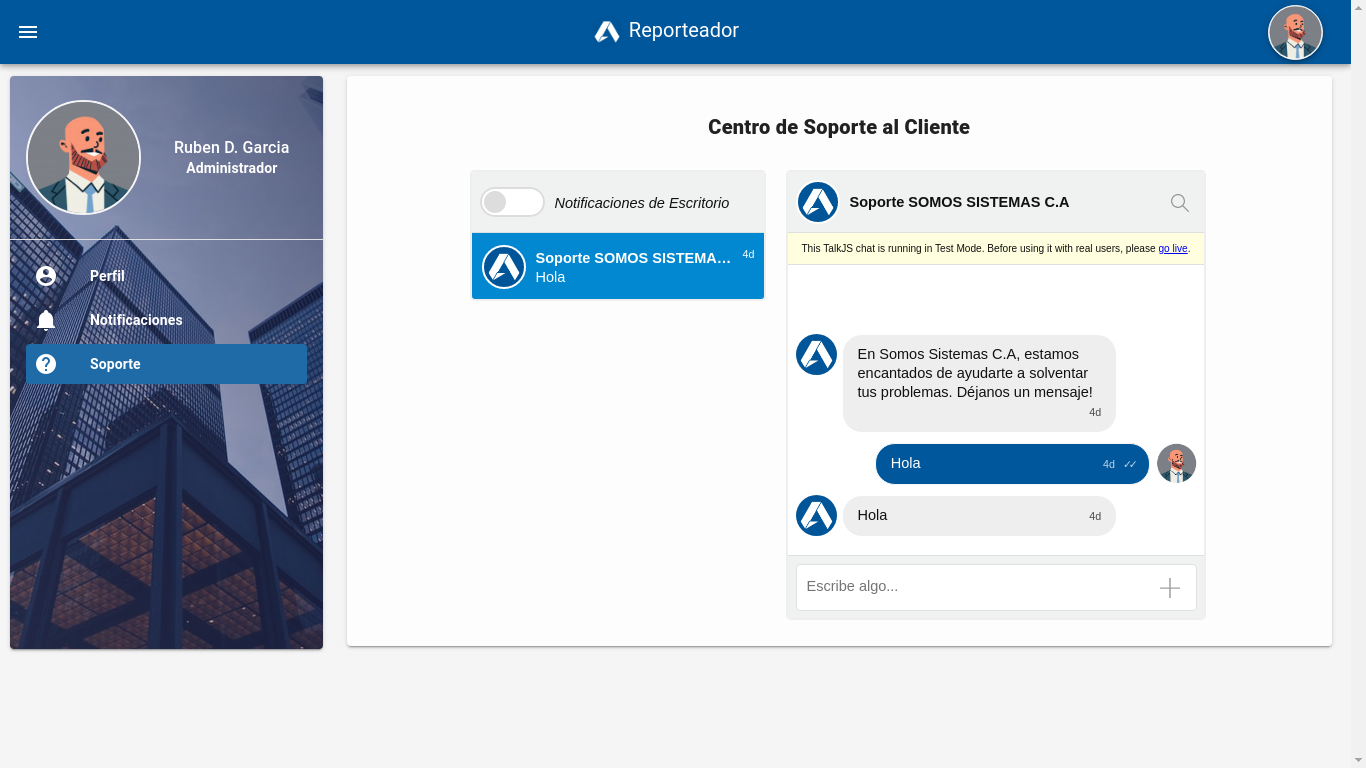 Reporteador
Ruben D. Garcia
Administrador
Perfil
Notificaciones
Soporte
Centro de Soporte al Cliente
Notificaciones de Escritorio
Soporte SOMOS SISTEMA... 4d
Hola
Soporte SOMOS SISTEMAS C.A
This TalkJS chat is running in Test Mode. Before using it with real users, please go live.
En Somos Sistemas C.A, estamos
encantados de ayudarte a solventar
tus problemas. Déjanos un mensaje!
4d
Hola 4d
Hola 4d
Escribe algo...